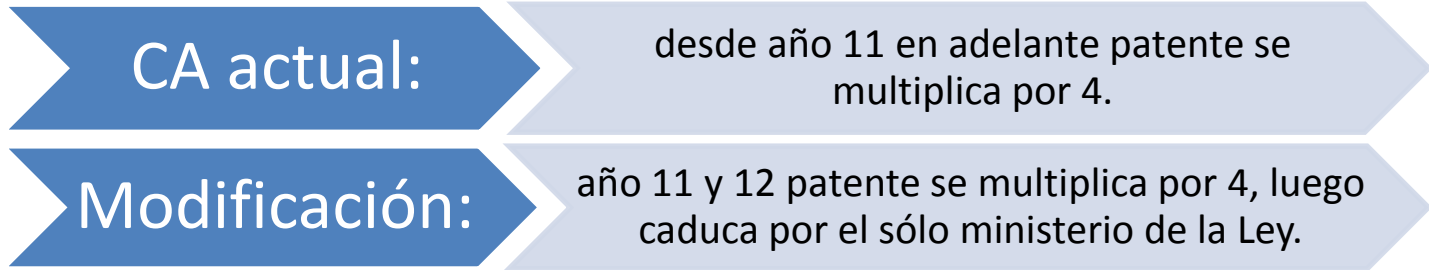 CA actual:
desde año 11 en adelante patente se
multiplica por 4.
Modificación:
año 11 y 12 patente se multiplica por 4, luego
caduca por el sólo ministerio de la Ley.